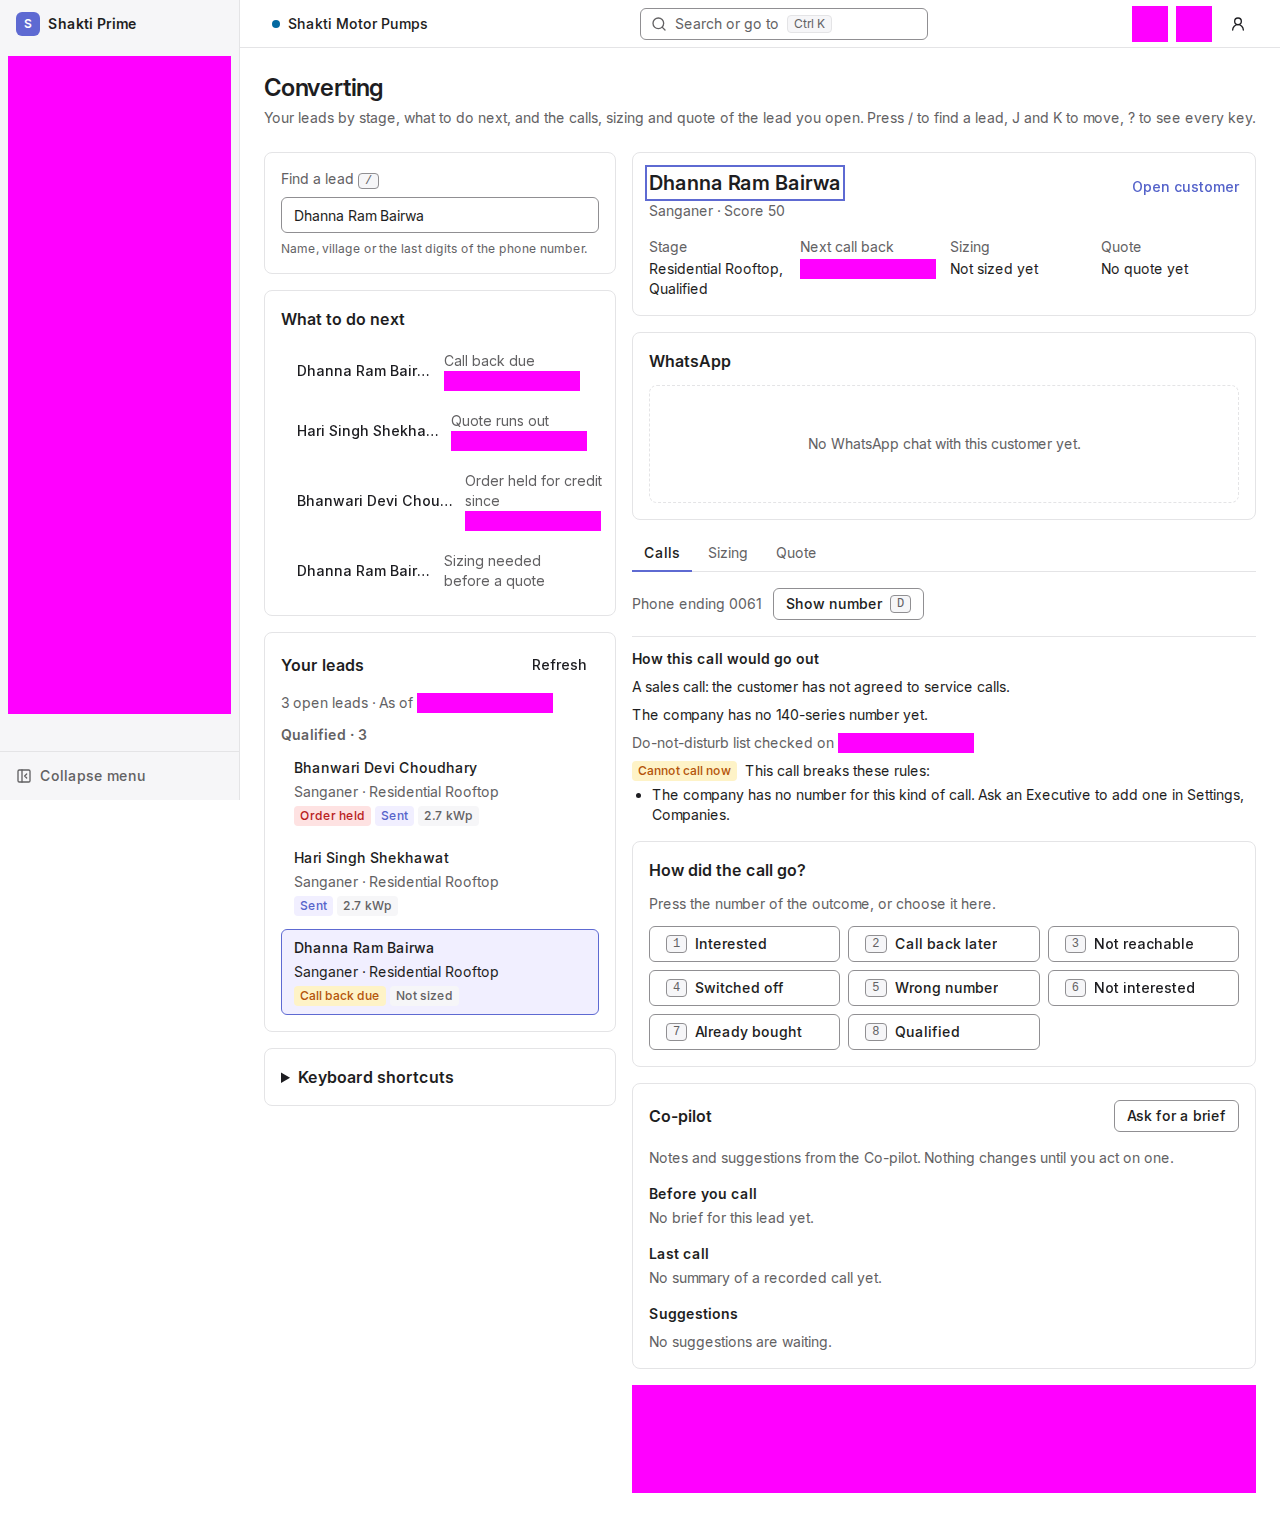 S Shakti Prime
Shakti Motor Pumps
Search or go to Ctrl K
Converting
Your leads by stage, what to do next, and the calls, sizing and quote of the lead you open. Press / to find a lead, J and K to move, ? to see every key.
Find a lead /
Dhanna Ram Bairwa
Name, village or the last digits of the phone number.
What to do next
Dhanna Ram Bair… Call back due
Hari Singh Shekha… Quote runs out
Bhanwari Devi Chou… Order held for credit
since
Dhanna Ram Bair… Sizing needed
before a quote
Your leads Refresh
3 open leads · As of
Qualified · 3
Bhanwari Devi Choudhary
Sanganer · Residential Rooftop
Order held Sent 2.7 kWp
Hari Singh Shekhawat
Sanganer · Residential Rooftop
Sent 2.7 kWp
Dhanna Ram Bairwa
Sanganer · Residential Rooftop
Call back due Not sized
Keyboard shortcuts
Collapse menu
Dhanna Ram Bairwa
Open customer
Sanganer · Score 50
Stage Next call back Sizing Quote
Residential Rooftop, Not sized yet No quote yet
Qualified
WhatsApp
No WhatsApp chat with this customer yet.
Calls Sizing Quote
Phone ending 0061 Show number D
How this call would go out
A sales call: the customer has not agreed to service calls.
The company has no 140-series number yet.
Do-not-disturb list checked on
Cannot call now This call breaks these rules:
• The company has no number for this kind of call. Ask an Executive to add one in Settings,
Companies.
How did the call go?
Press the number of the outcome, or choose it here.
1 Interested 2 Call back later 3 Not reachable
4 Switched off 5 Wrong number 6 Not interested
7 Already bought 8 Qualified
Co-pilot Ask for a brief
Notes and suggestions from the Co-pilot. Nothing changes until you act on one.
Before you call
No brief for this lead yet.
Last call
No summary of a recorded call yet.
Suggestions
No suggestions are waiting.